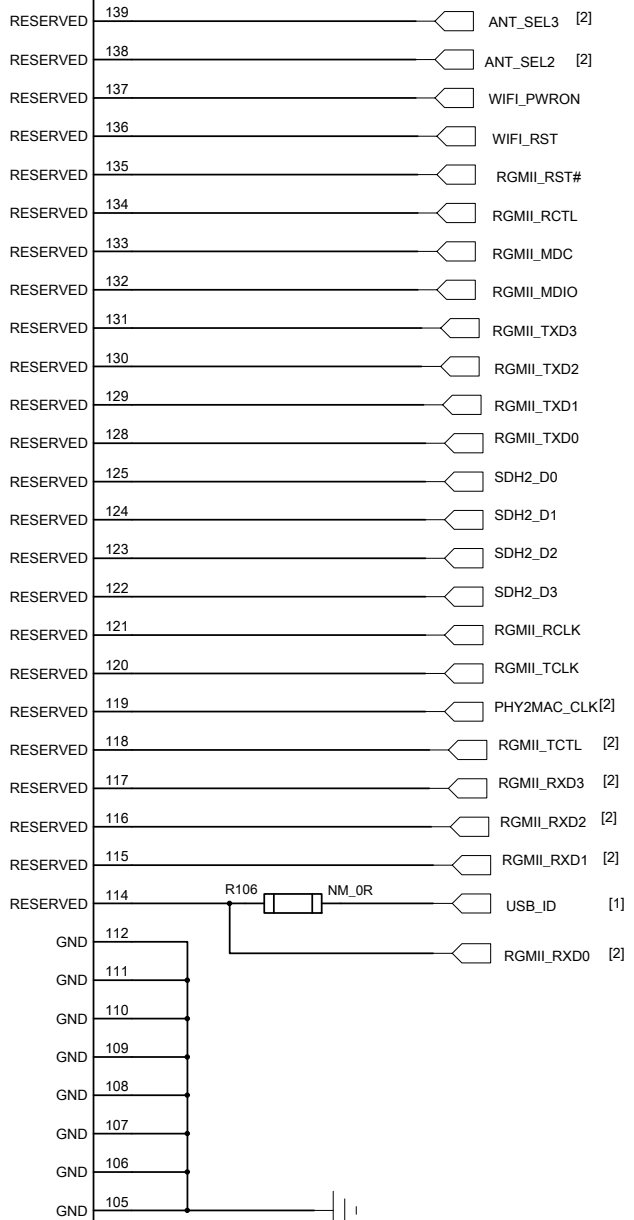 RESERVED 139 ANT_SEL3 [2]
RESERVED 138 ANT_SEL2 [2]
RESERVED 137 WIFI_PWRON
RESERVED 136 WIFI_RST
RESERVED 135 RGMII_RST#
RESERVED 134 RGMII_RCTL
RESERVED 133 RGMII_MDC
RESERVED 132 RGMII_MDIO
RESERVED 131 RGMII_TXD3
RESERVED 130 RGMII_TXD2
RESERVED 129 RGMII_TXD1
RESERVED 128 RGMII_TXD0
RESERVED 125 SDH2_D0
RESERVED 124 SDH2_D1
RESERVED 123 SDH2_D2
RESERVED 122 SDH2_D3
RESERVED 121 RGMII_RCLK
RESERVED 120 RGMII_TCLK
RESERVED 119 PHY2MAC_CLK[2]
RESERVED 118 RGMII_TCTL [2]
RESERVED 117 RGMII_RXD3 [2]
RESERVED 116 RGMII_RXD2 [2]
RESERVED 115 RGMII_RXD1 [2]
RESERVED 114 R106 NM_0R USB_ID [1]
GND 112 RGMII_RXD0 [2]
GND 111
GND 110
GND 109
GND 108
GND 107
GND 106
GND 105